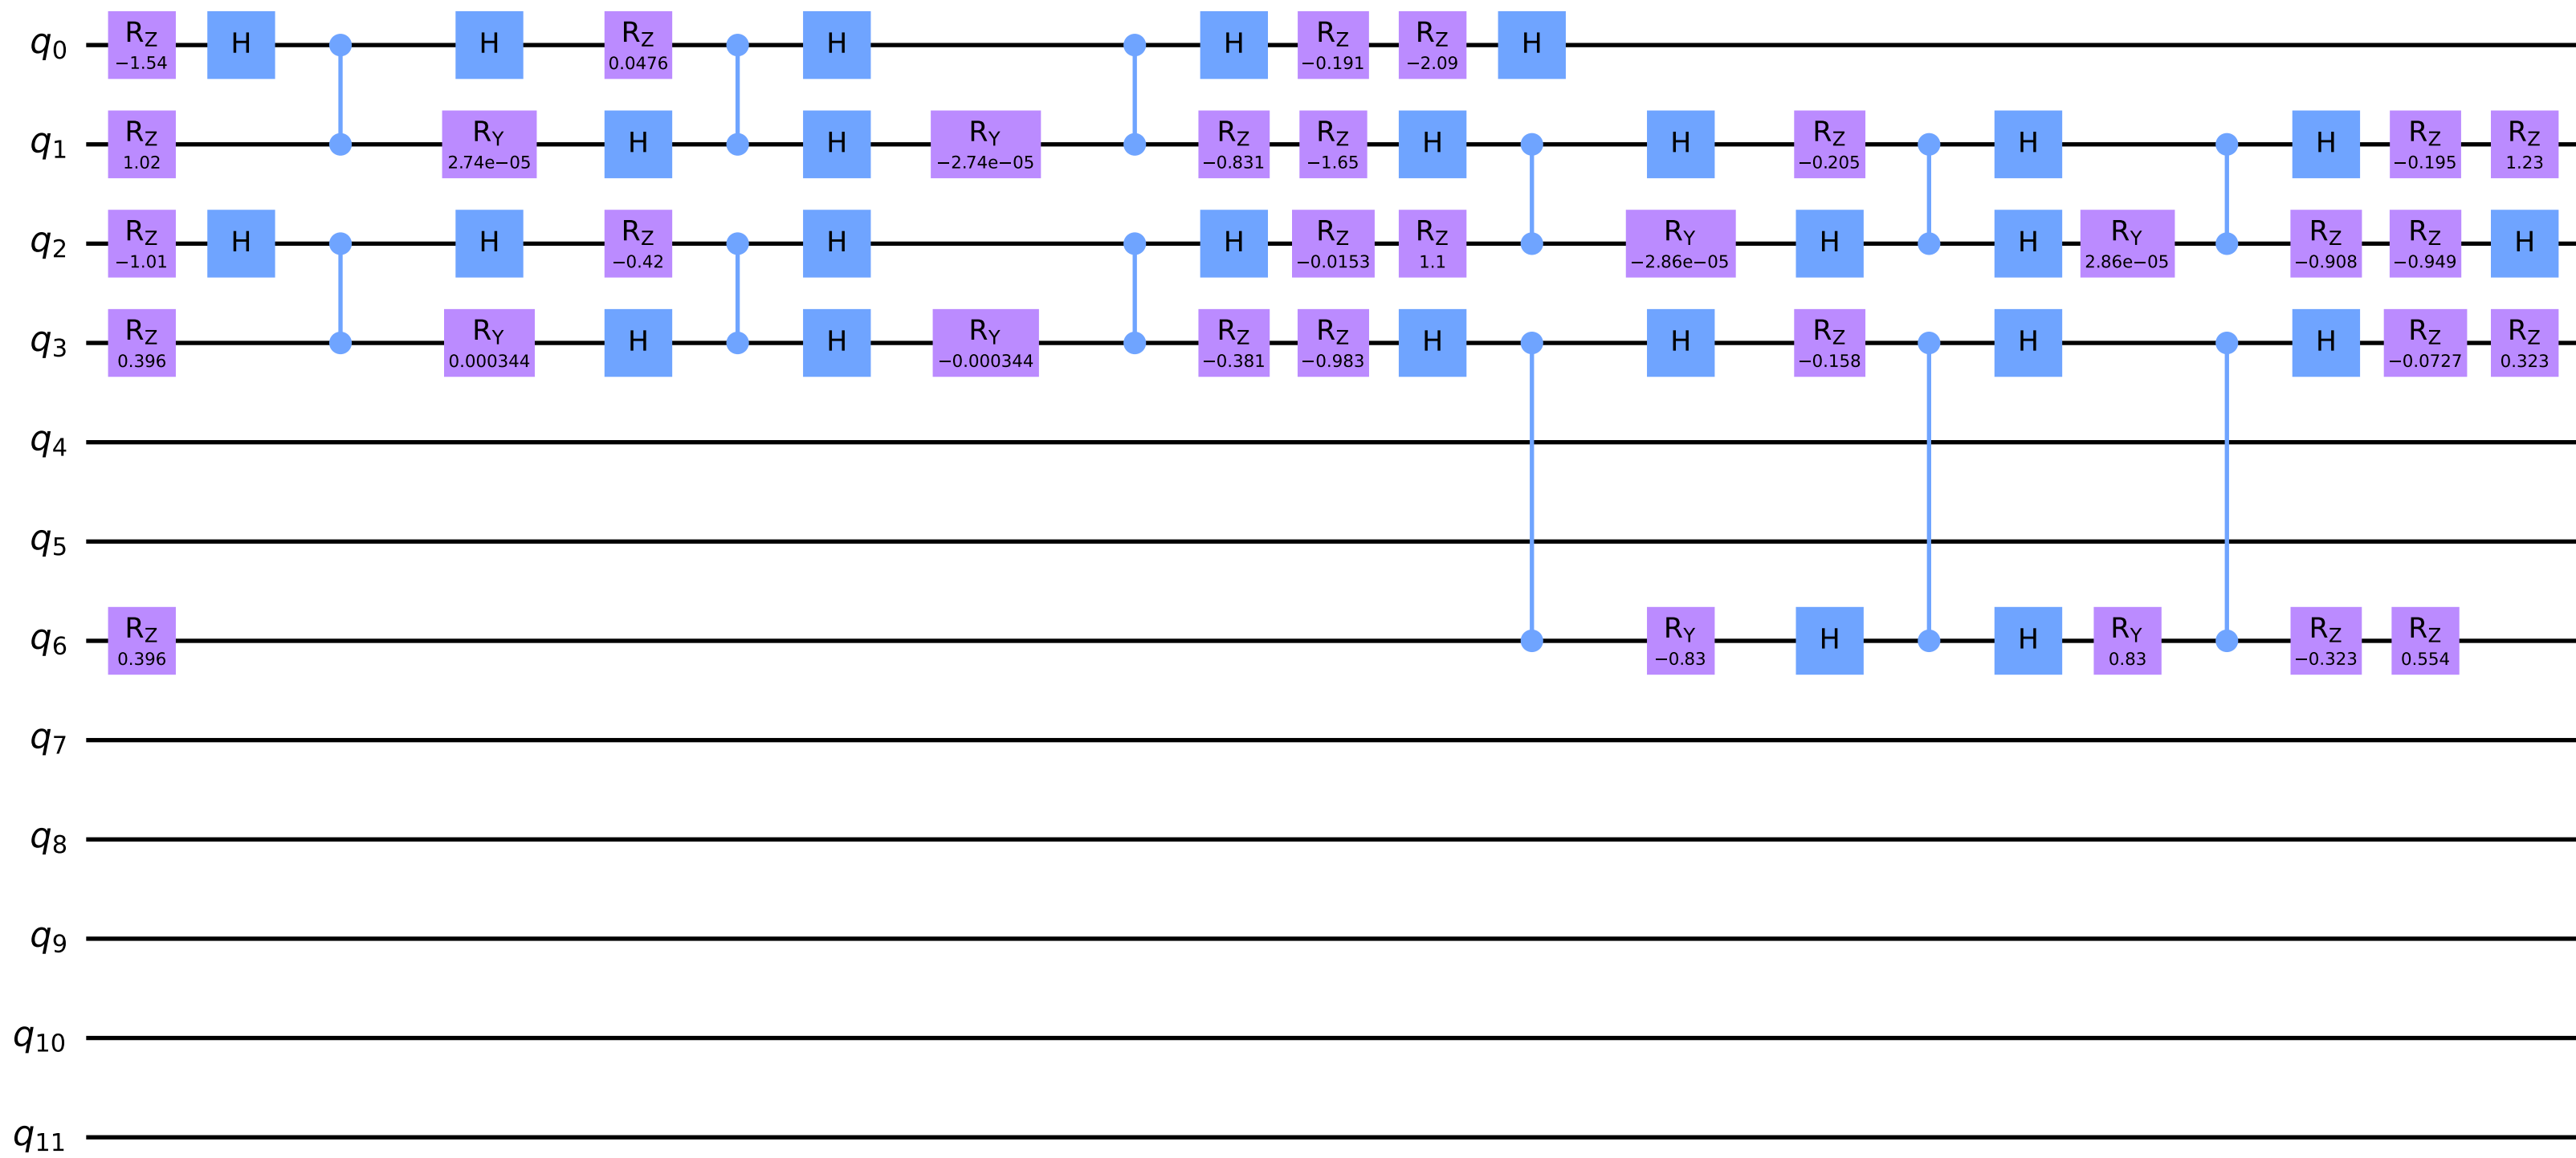 q0 RZ −1.54 H H RZ 0.0476 H H RZ −0.191 RZ −2.09 H
q1 RZ 1.02 RY 2.74e−05 H H RY −2.74e−05 RZ −0.831 RZ −1.65 H H RZ −0.205 H H RZ −0.195 RZ 1.23
q2 RZ −1.01 H H RZ −0.42 H H RZ −0.0153 RZ 1.1 RY −2.86e−05 H H RY 2.86e−05 RZ −0.908 RZ −0.949 H
q3 RZ 0.396 RY 0.000344 H H RY −0.000344 RZ −0.381 RZ −0.983 H H RZ −0.158 H H RZ −0.0727 RZ 0.323
q4
q5
q6 RZ 0.396 RY −0.83 H H RY 0.83 RZ −0.323 RZ 0.554
q7
q8
q9
q10
q11